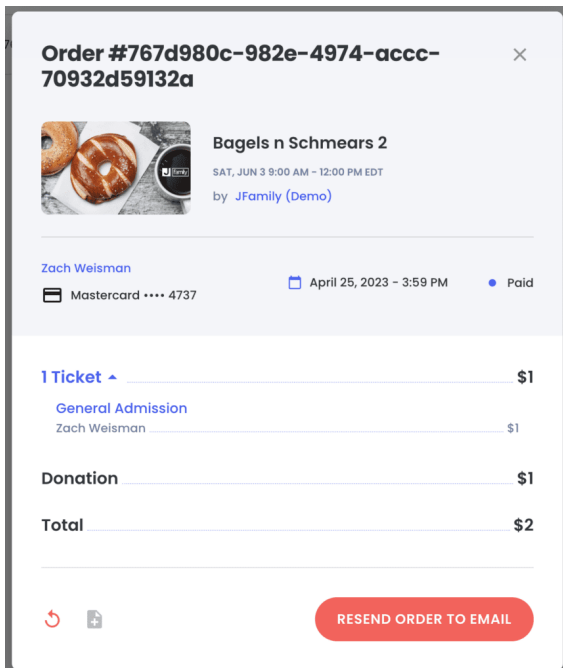 Order #767d980c-982e-4974-accc-
70932d59132a
J family
Bagels n Schmears 2
SAT, JUN 3 9:00 AM - 12:00 PM EDT
by JFamily (Demo)
Zach Weisman
Mastercard •••• 4737
April 25, 2023 - 3:59 PM
Paid
1 Ticket
$1
General Admission
Zach Weisman
$1
Donation
$1
Total
$2
RESEND ORDER TO EMAIL